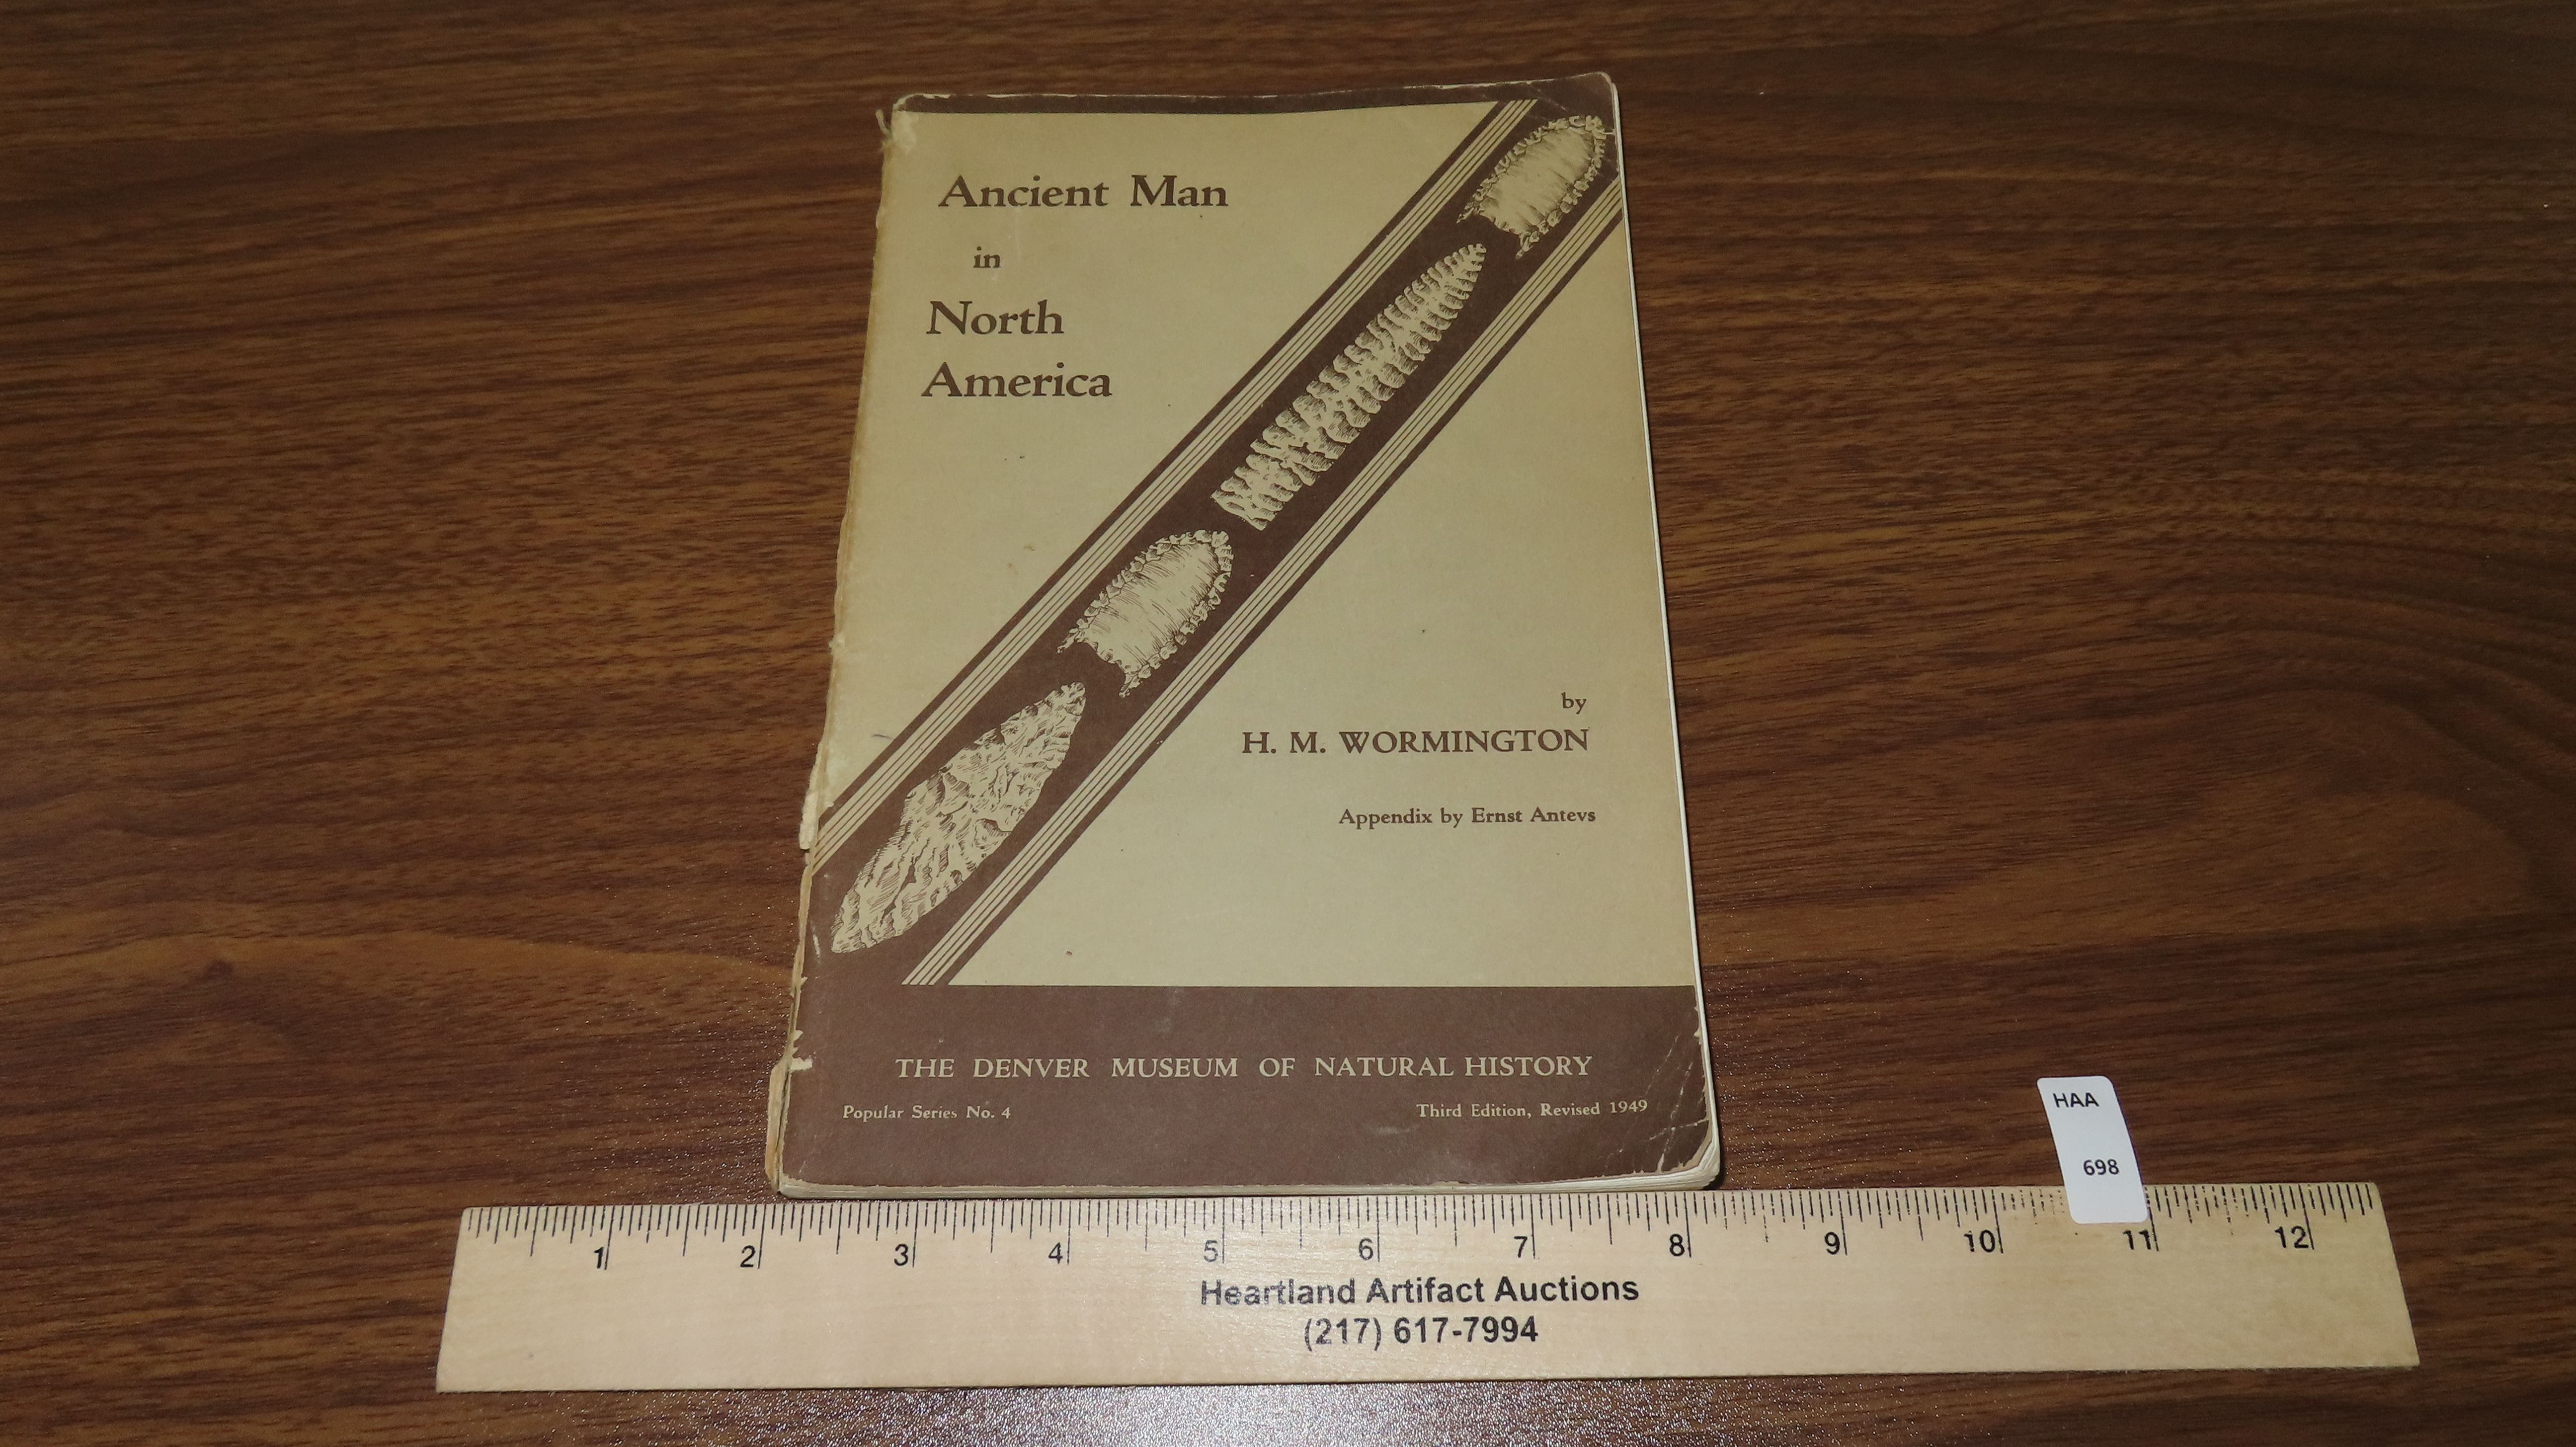 Ancient Man
in
North
America
by
H. M. WORMINGTON
Appendix by Ernst Antevs
THE DENVER MUSEUM OF NATURAL HISTORY
Popular Series No. 4
Third Edition, Revised 1949
HAA
698
1 2 3 4 5 6 7 8 9 10 11 12
Heartland Artifact Auctions
(217) 617-7994